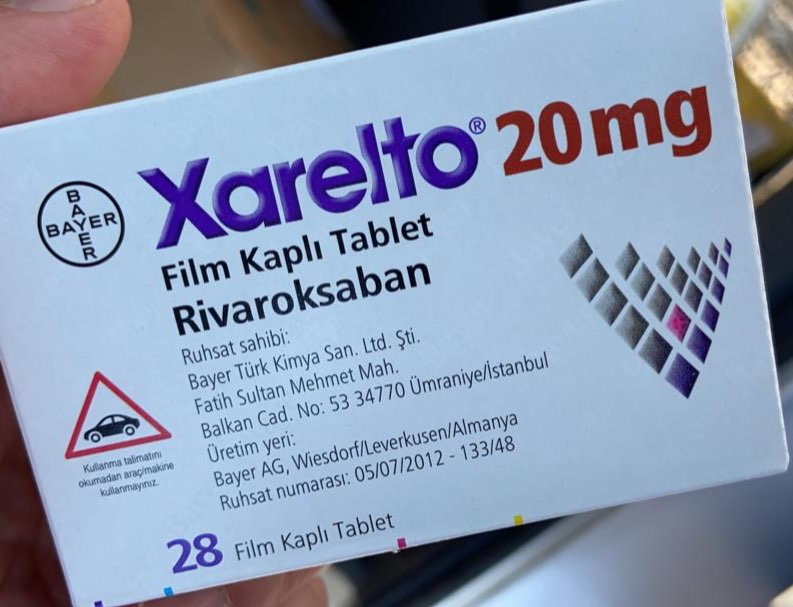 Xarelto® 20 mg
BAYER
BAYER
Film Kaplı Tablet
Rivaroksaban
Ruhsat sahibi:
Bayer Türk Kimya San. Ltd. Şti.
Fatih Sultan Mehmet Mah.
Balkan Cad. No: 53 34770 Ümraniye/İstanbul
Üretim yeri:
Bayer AG, Wiesdorf/Leverkusen/Almanya
Ruhsat numarası: 05/07/2012 - 133/48
Kullanma talimatını
okumadan araç/makine
kullanmayınız.
28 Film Kaplı Tablet